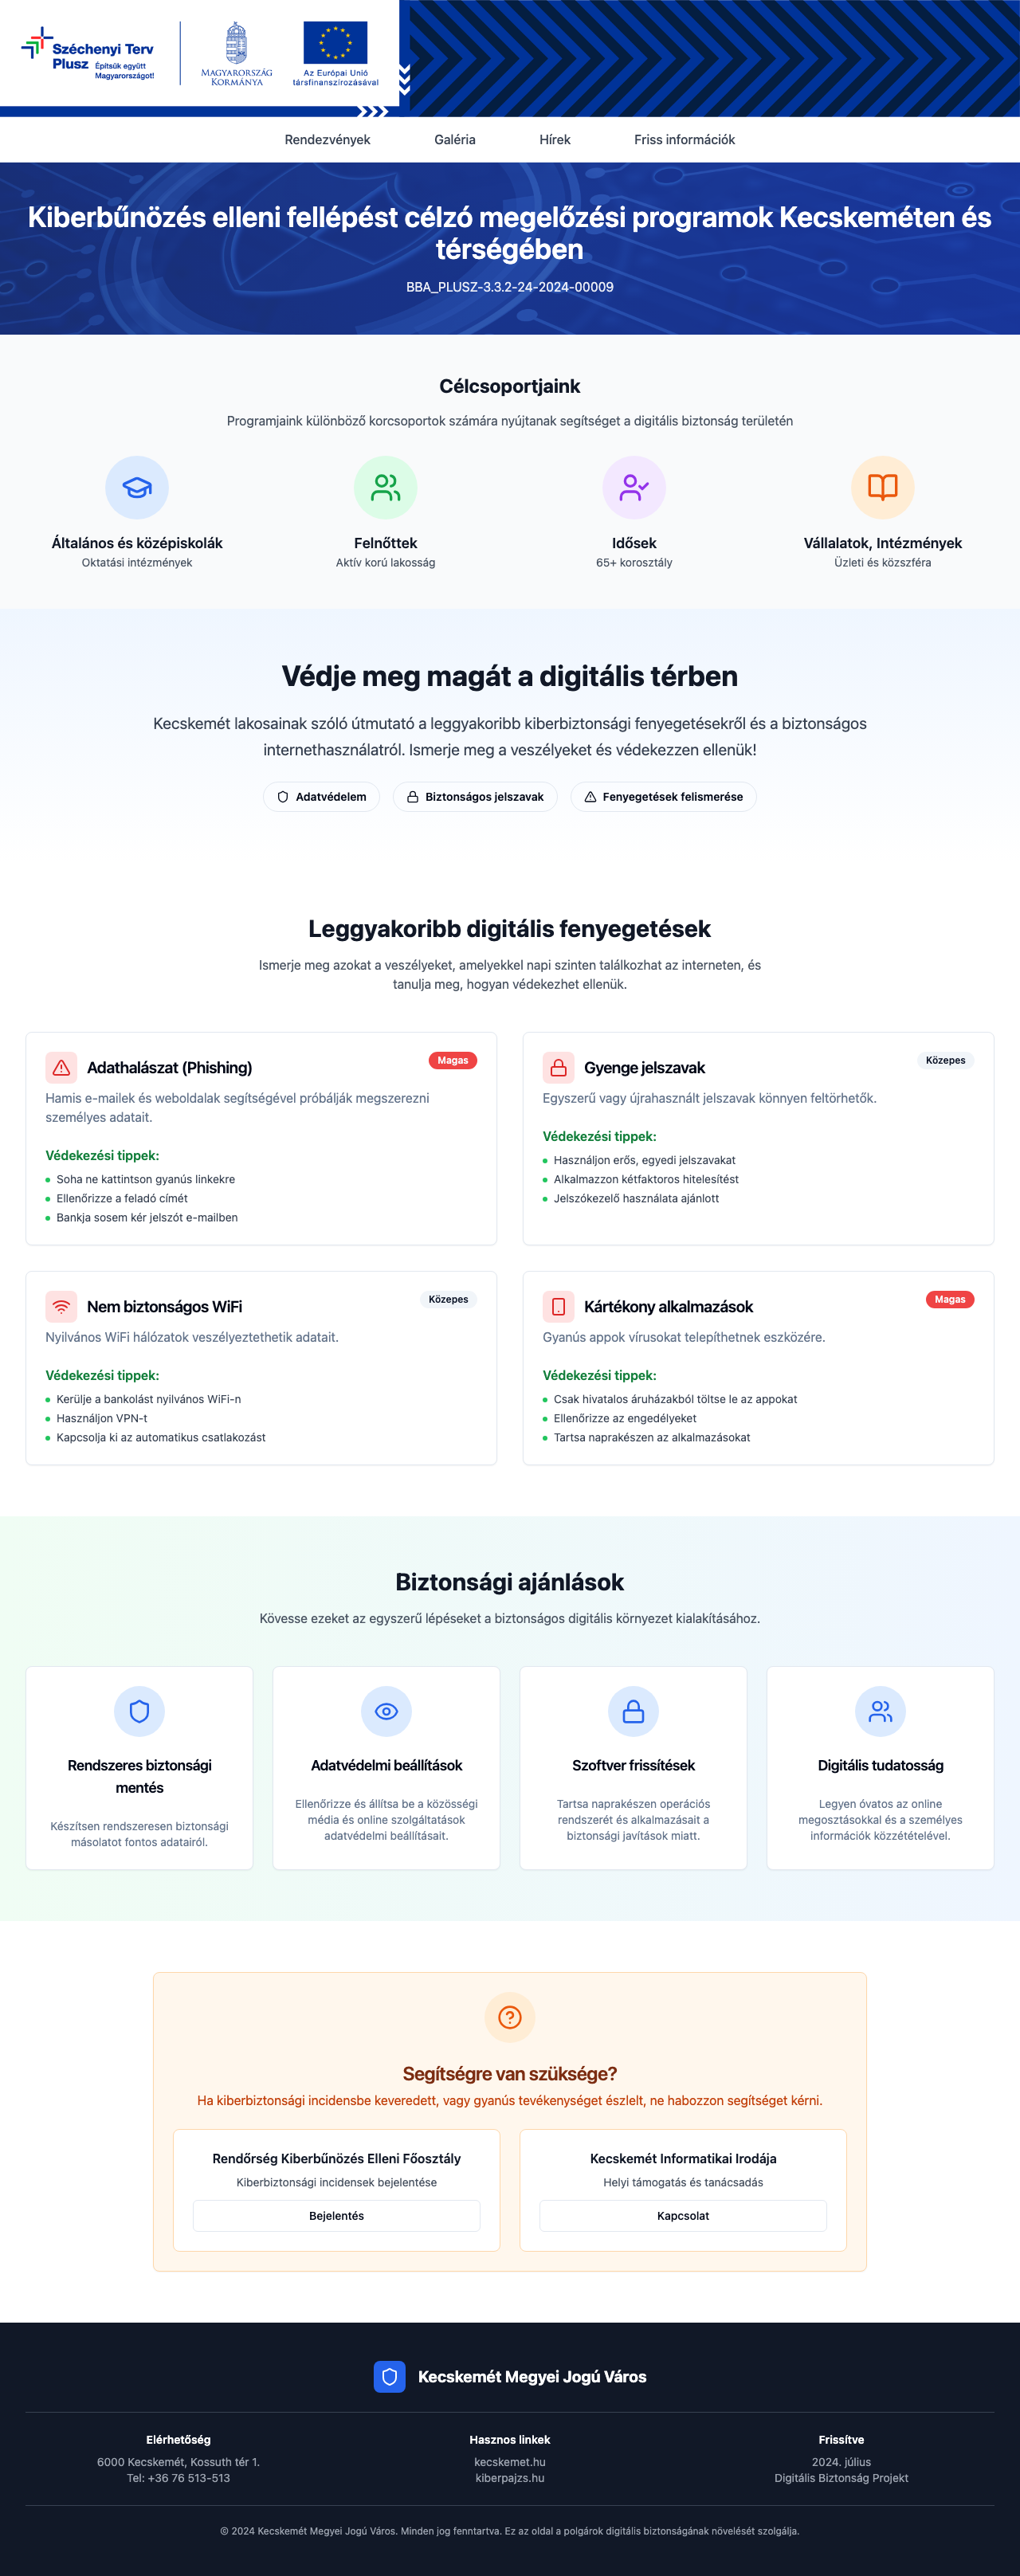 Széchenyi Terv
Plusz Építsük együtt
Magyarországot!
MAGYARORSZÁG
KORMÁNYA
Az Európai Unió
társfinanszírozásával
Rendezvények
Galéria
Hírek
Friss információk
Kiberbűnözés elleni fellépést célzó megelőzési programok Kecskeméten és
térségében
BBA_PLUSZ-3.3.2-24-2024-00009
Célcsoportjaink
Programjaink különböző korcsoportok számára nyújtanak segítséget a digitális biztonság területén
Általános és középiskolák
Oktatási intézmények
Felnőttek
Aktív korú lakosság
Idősek
65+ korosztály
Vállalatok, Intézmények
Üzleti és közszféra
Védje meg magát a digitális térben
Kecskemét lakosainak szóló útmutató a leggyakoribb kiberbiztonsági fenyegetésekről és a biztonságos
internethasználatról. Ismerje meg a veszélyeket és védekezzen ellenük!
Adatvédelem
Biztonságos jelszavak
Fenyegetések felismerése
Leggyakoribb digitális fenyegetések
Ismerje meg azokat a veszélyeket, amelyekkel napi szinten találkozhat az interneten, és
tanulja meg, hogyan védekezhet ellenük.
Adathalászat (Phishing)
Magas
Hamis e-mailek és weboldalak segítségével próbálják megszerezni
személyes adatait.
Védekezési tippek:
Soha ne kattintson gyanús linkekre
Ellenőrizze a feladó címét
Bankja sosem kér jelszót e-mailben
Gyenge jelszavak
Közepes
Egyszerű vagy újrahasznált jelszavak könnyen feltörhetők.
Védekezési tippek:
Használjon erős, egyedi jelszavakat
Alkalmazzon kétfaktoros hitelesítést
Jelszókezelő használata ajánlott
Nem biztonságos WiFi
Közepes
Nyilvános WiFi hálózatok veszélyeztethetik adatait.
Védekezési tippek:
Kerülje a bankolást nyilvános WiFi-n
Használjon VPN-t
Kapcsolja ki az automatikus csatlakozást
Kártékony alkalmazások
Magas
Gyanús appok vírusokat telepíthetnek eszközére.
Védekezési tippek:
Csak hivatalos áruházakból töltse le az appokat
Ellenőrizze az engedélyeket
Tartsa naprakészen az alkalmazásokat
Biztonsági ajánlások
Kövesse ezeket az egyszerű lépéseket a biztonságos digitális környezet kialakításához.
Rendszeres biztonsági
mentés
Készítsen rendszeresen biztonsági
másolatot fontos adatairól.
Adatvédelmi beállítások
Ellenőrizze és állítsa be a közösségi
média és online szolgáltatások
adatvédelmi beállításait.
Szoftver frissítések
Tartsa naprakészen operációs
rendszerét és alkalmazásait a
biztonsági javítások miatt.
Digitális tudatosság
Legyen óvatos az online
megosztásokkal és a személyes
információk közzétételével.
Segítségre van szüksége?
Ha kiberbiztonsági incidensbe keveredett, vagy gyanús tevékenységet észlelt, ne habozzon segítséget kérni.
Rendőrség Kiberbűnözés Elleni Főosztály
Kiberbiztonsági incidensek bejelentése
Bejelentés
Kecskemét Informatikai Irodája
Helyi támogatás és tanácsadás
Kapcsolat
Kecskemét Megyei Jogú Város
Elérhetőség
6000 Kecskemét, Kossuth tér 1.
Tel: +36 76 513-513
Hasznos linkek
kecskemet.hu
kiberpajzs.hu
Frissítve
2024. július
Digitális Biztonság Projekt
© 2024 Kecskemét Megyei Jogú Város. Minden jog fenntartva. Ez az oldal a polgárok digitális biztonságának növelését szolgálja.